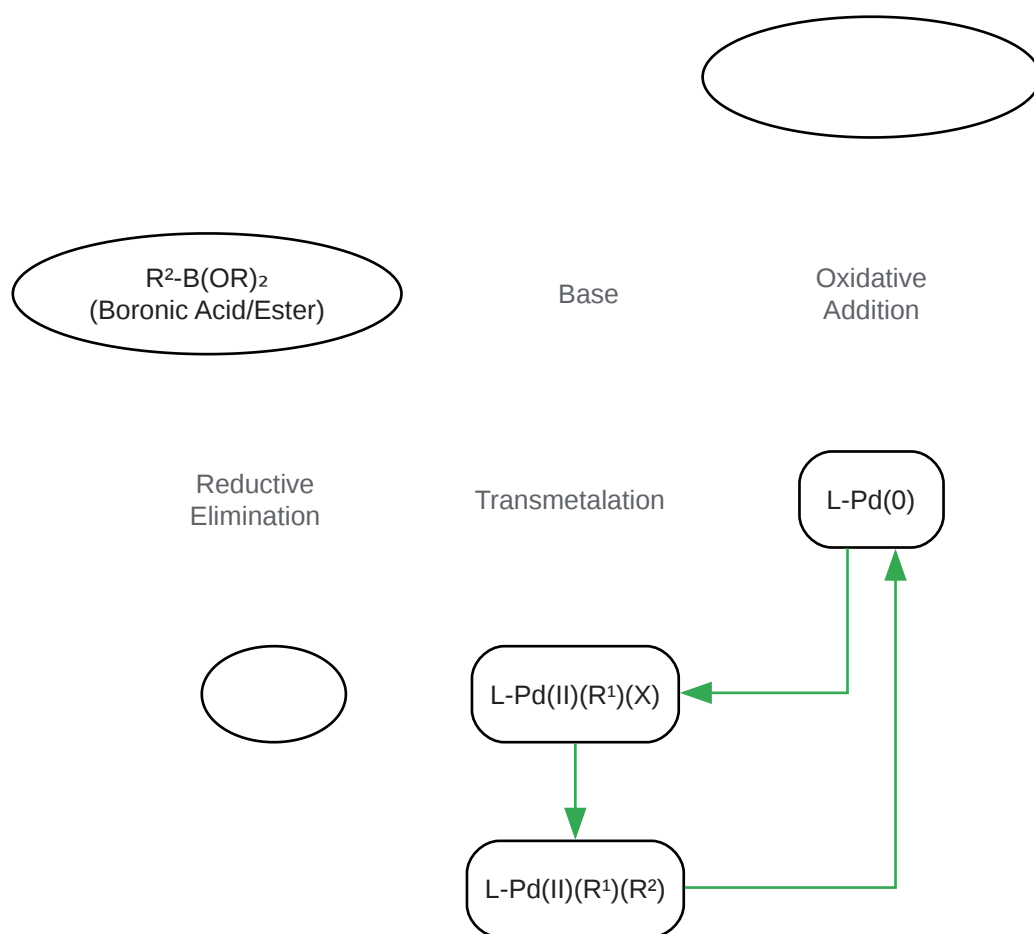 R²-B(OR)₂
(Boronic Acid/Ester)
Base
Oxidative
Addition
Reductive
Elimination
Transmetalation
L-Pd(0)
L-Pd(II)(R¹)(X)
L-Pd(II)(R¹)(R²)